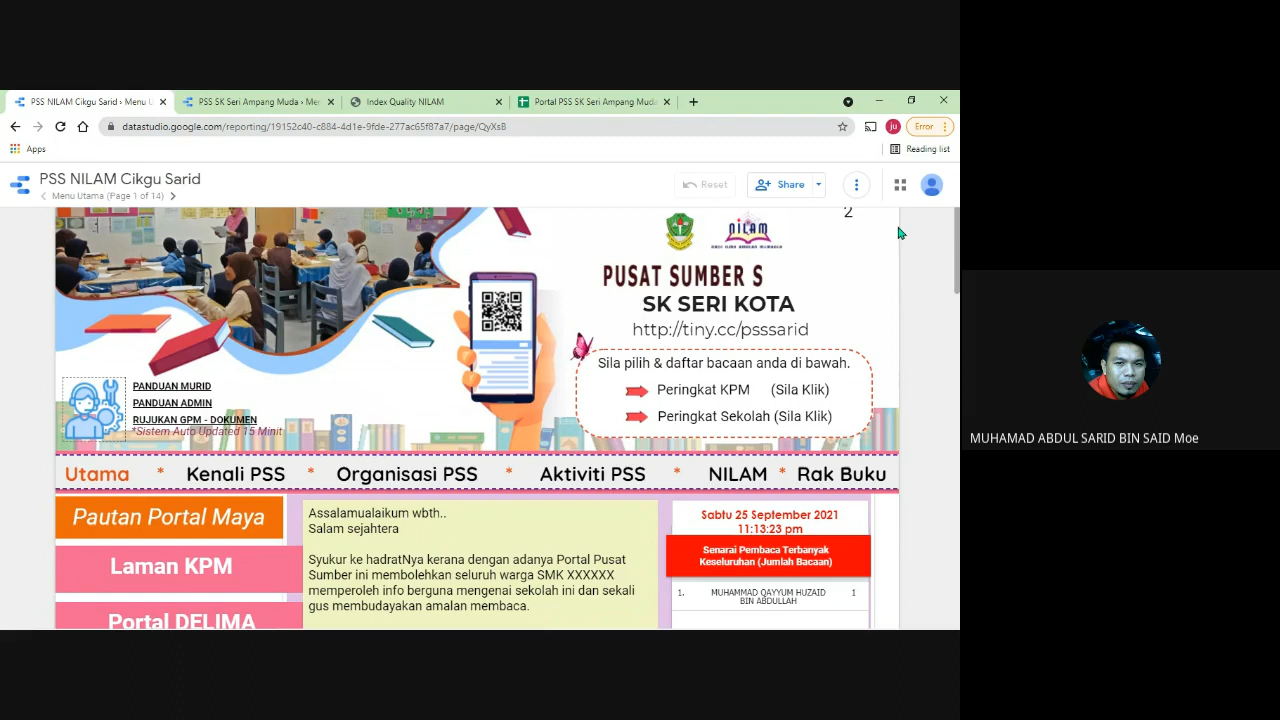 PSS NILAM Cikgu Sarid › Menu U
PSS SK Seri Ampang Muda › Me
Index Quality NILAM
Portal PSS SK Seri Ampang Muda
datastudio.google.com/reporting/19152c40-c884-4d1e-9fde-277ac65f87a7/page/QyXsB
ju
Error
Apps
Reading list
PSS NILAM Cikgu Sarid
Menu Utama (Page 1 of 14)
Reset
Share
2
nilam
PUSAT SUMBER S
SK SERI KOTA
http://tiny.cc/psssarid
Sila pilih & daftar bacaan anda di bawah.
Peringkat KPM (Sila Klik)
Peringkat Sekolah (Sila Klik)
PANDUAN MURID
PANDUAN ADMIN
RUJUKAN GPM - DOKUMEN
*Sistem Auto Updated 15 Minit
Utama * Kenali PSS * Organisasi PSS * Aktiviti PSS * NILAM * Rak Buku
Pautan Portal Maya
Laman KPM
Portal DELIMA
Assalamualaikum wbth..
Salam sejahtera
Syukur ke hadratNya kerana dengan adanya Portal Pusat
Sumber ini membolehkan seluruh warga SMK XXXXXX
memperoleh info berguna mengenai sekolah ini dan sekali
gus membudayakan amalan membaca.
Sabtu 25 September 2021
11:13:23 pm
Senarai Pembaca Terbanyak
Keseluruhan (Jumlah Bacaan)
1. MUHAMMAD QAYYUM HUZAID 1
BIN ABDULLAH
MUHAMAD ABDUL SARID BIN SAID Moe